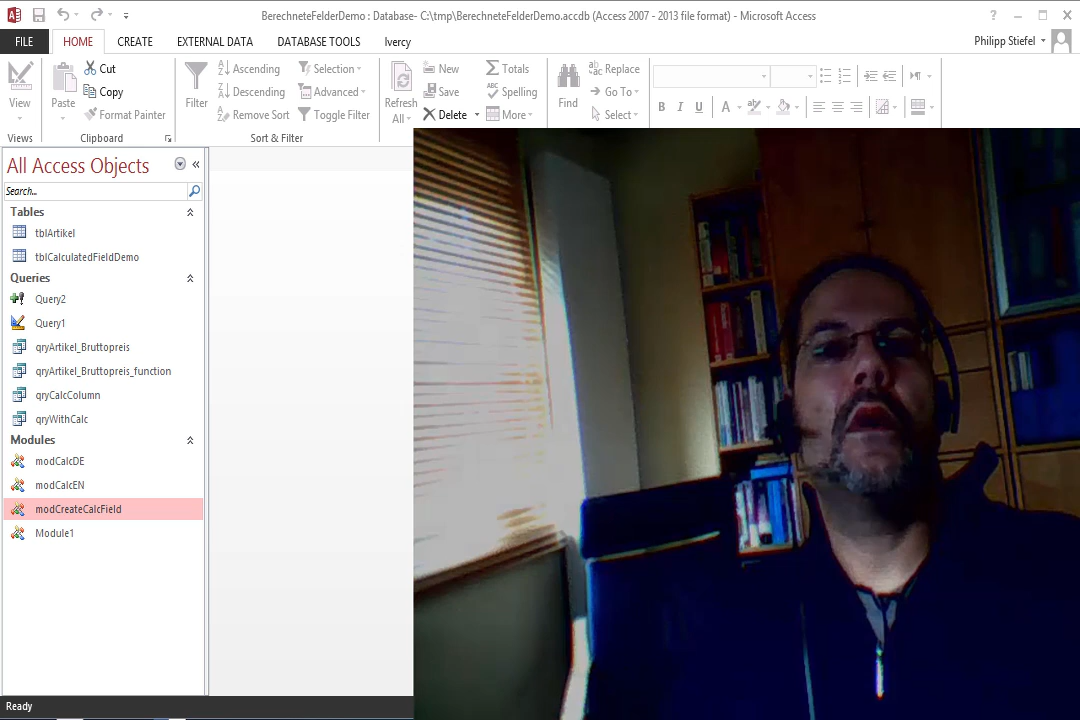 BerechneteFelderDemo : Database- C:\tmp\BerechneteFelderDemo.accdb (Access 2007 - 2013 file format) - Microsoft Access
FILE HOME CREATE EXTERNAL DATA DATABASE TOOLS Ivercy Philipp Stiefel
View
Views
Paste
Cut
Copy
Format Painter
Clipboard
Filter
Ascending
Descending
Remove Sort
Selection
Advanced
Toggle Filter
Sort & Filter
Refresh
All
New
Save
Delete
Totals
Spelling
More
Find
Replace
Go To
Select
B I U A
All Access Objects
Search...
Tables
tblArtikel
tblCalculatedFieldDemo
Queries
Query2
Query1
qryArtikel_Bruttopreis
qryArtikel_Bruttopreis_function
qryCalcColumn
qryWithCalc
Modules
modCalcDE
modCalcEN
modCreateCalcField
Module1
Ready